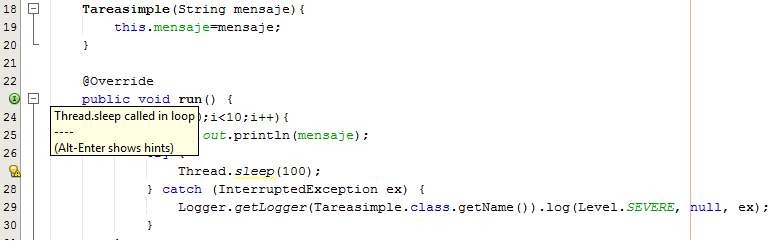 18 Tareasimple(String mensaje){
19 this.mensaje=mensaje;
20 }
21
22 @Override
public void run() {
Thread.sleep called in loop
----
(Alt-Enter shows hints)
24 0;i<10;i++){
25 out.println(mensaje);
26 {
Thread.sleep(100);
28 } catch (InterruptedException ex) {
29 Logger.getLogger(Tareasimple.class.getName()).log(Level.SEVERE, null, ex);
30 }